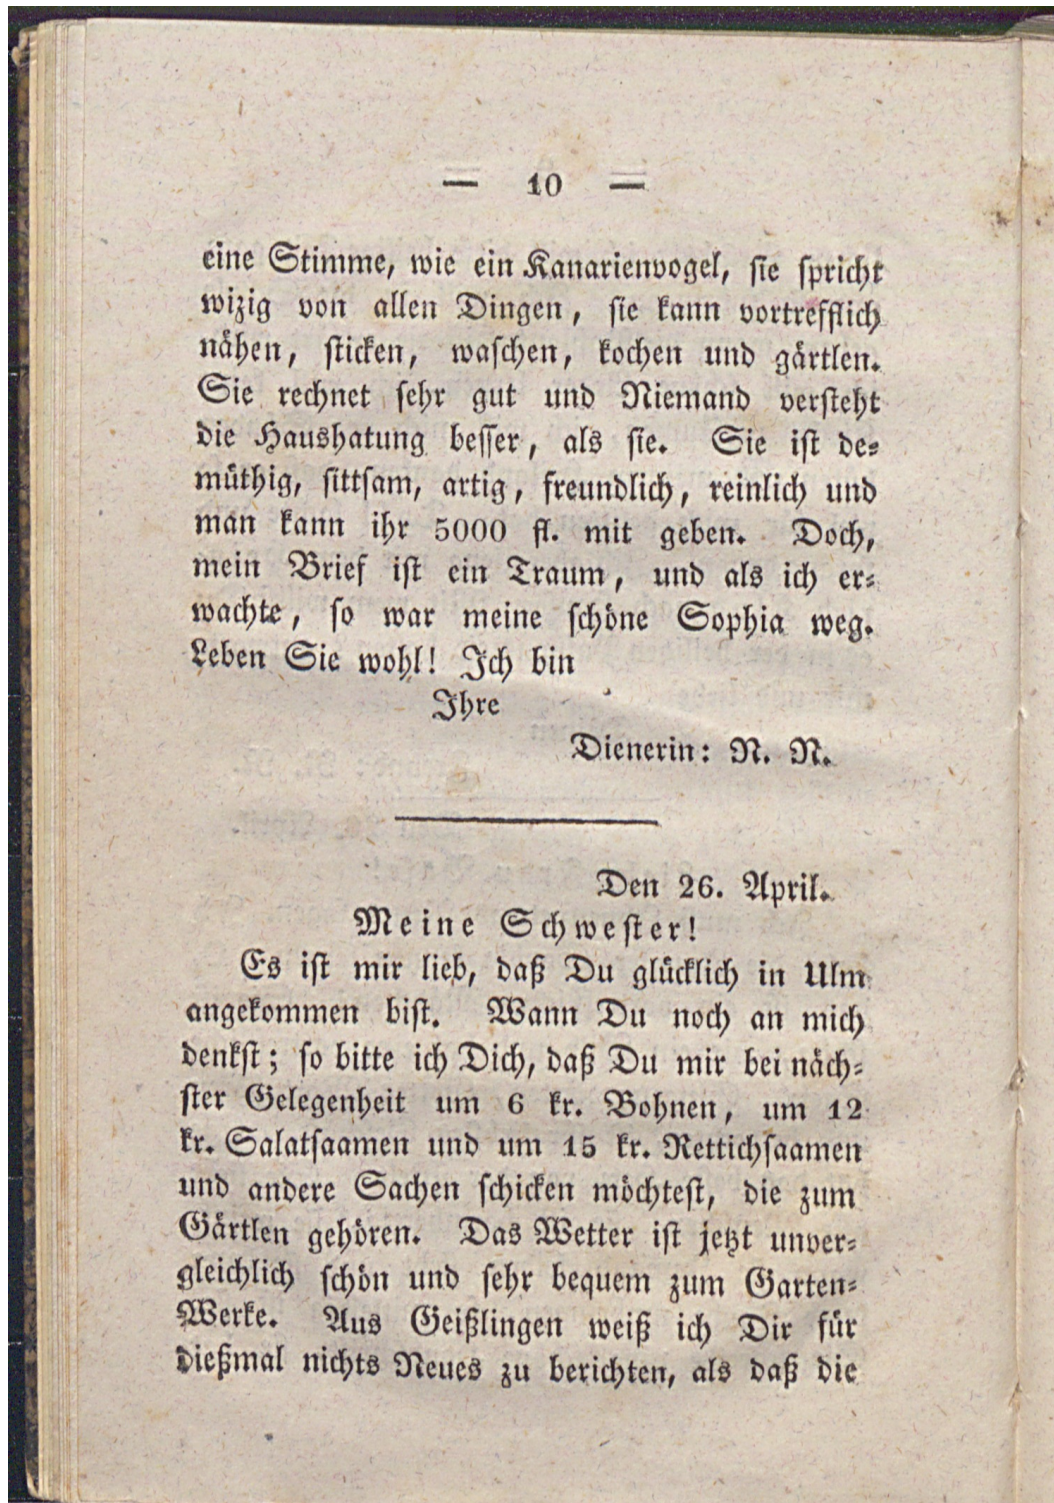 — 10 —
eine Stimme, wie ein Kanarienvogel, sie spricht
wizig von allen Dingen, sie kann vortrefflich
nähen, sticken, waschen, kochen und gärtlen.
Sie rechnet sehr gut und Niemand versteht
die Haushatung besser, als sie. Sie ist de-
müthig, sittsam, artig, freundlich, reinlich und
man kann ihr 5000 fl. mit geben. Doch,
mein Brief ist ein Traum, und als ich er-
wachte, so war meine schöne Sophia weg.
Leben Sie wohl! Ich bin
Ihre
Dienerin: N. N.
Den 26. April.
Meine Schwester!
Es ist mir lieb, daß Du glücklich in Ulm
angekommen bist. Wann Du noch an mich
denkst; so bitte ich Dich, daß Du mir bei näch-
ster Gelegenheit um 6 kr. Bohnen, um 12
kr. Salatsaamen und um 15 kr. Rettichsaamen
und andere Sachen schicken möchtest, die zum
Gärtlen gehören. Das Wetter ist jetzt unver-
gleichlich schön und sehr bequem zum Garten-
Werke. Aus Geißlingen weiß ich Dir für
dießmal nichts Neues zu berichten, als daß die